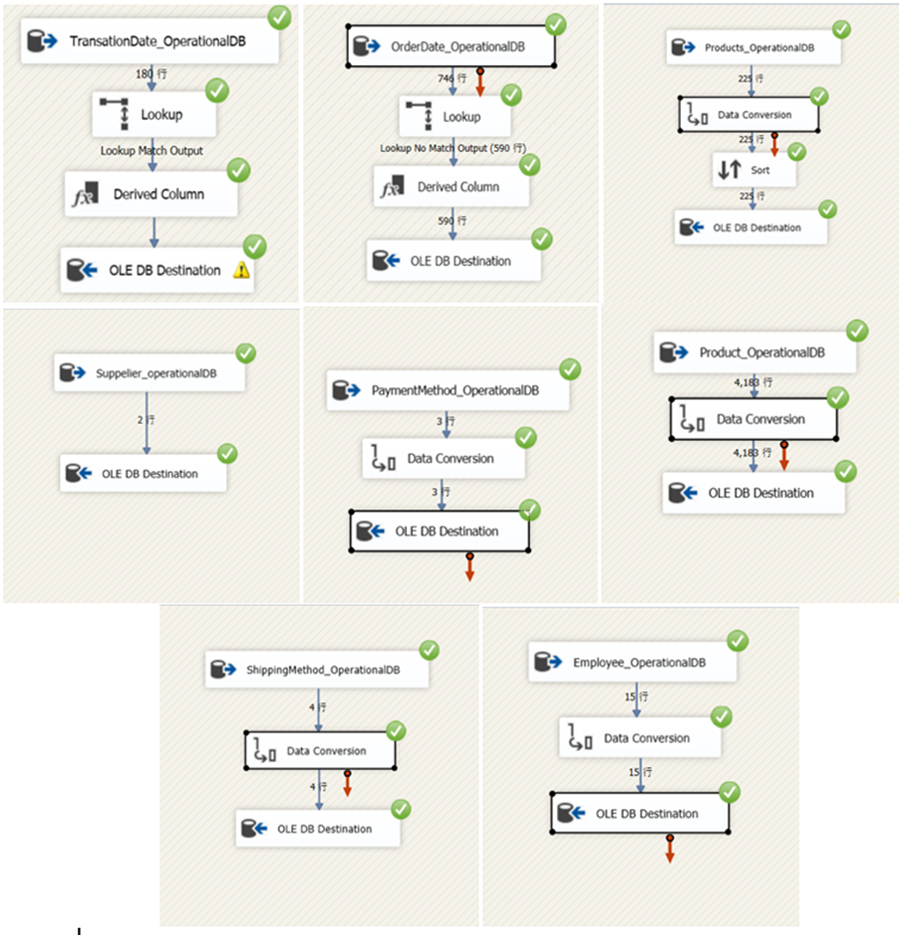 TransationDate_OperationalDB
180 行
Lookup
Lookup Match Output
Derived Column
OLE DB Destination
OrderDate_OperationalDB
746 行
Lookup
Lookup No Match Output (590 行)
Derived Column
590 行
OLE DB Destination
Products_OperationalDB
225 行
Data Conversion
225 行
Sort
225 行
OLE DB Destination
Suppelier_operationalDB
2 行
OLE DB Destination
PaymentMethod_OperationalDB
3 行
Data Conversion
3 行
OLE DB Destination
Product_OperationalDB
4,183 行
Data Conversion
4,183 行
OLE DB Destination
ShippingMethod_OperationalDB
4 行
Data Conversion
4 行
OLE DB Destination
Employee_OperationalDB
15 行
Data Conversion
15 行
OLE DB Destination